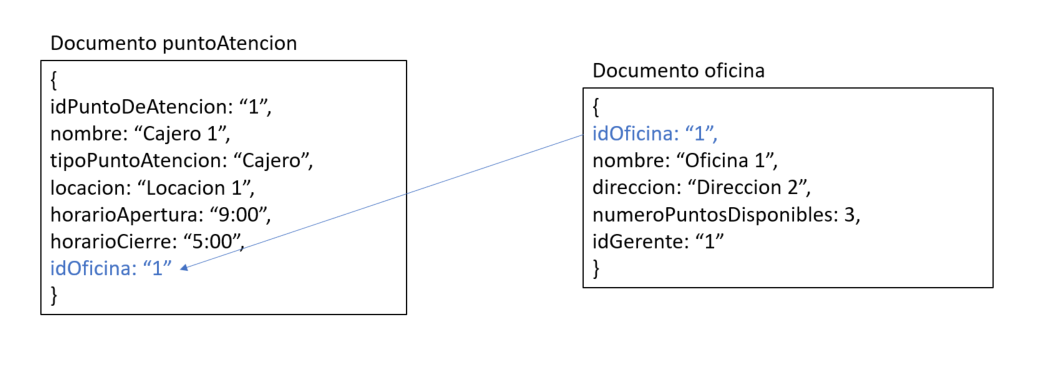 Documento puntoAtencion
{
idPuntoDeAtencion: “1”,
nombre: “Cajero 1”,
tipoPuntoAtencion: “Cajero”,
locacion: “Locacion 1”,
horarioApertura: “9:00”,
horarioCierre: “5:00”,
idOficina: “1”
}
Documento oficina
{
idOficina: “1”,
nombre: “Oficina 1”,
direccion: “Direccion 2”,
numeroPuntosDisponibles: 3,
idGerente: “1”
}